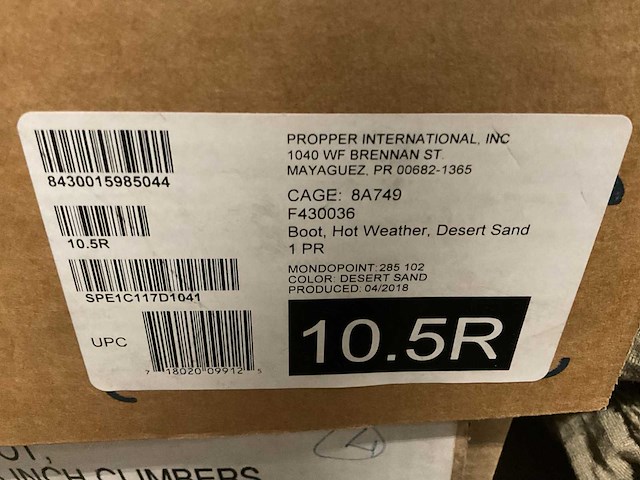 8430015985044
10.5R
SPE1C117D1041
UPC
7 18020 09912 5
PROPPER INTERNATIONAL, INC
1040 WF BRENNAN ST.
MAYAGUEZ, PR 00682-1365
CAGE: 8A749
F430036
Boot, Hot Weather, Desert Sand
1 PR
MONDOPOINT:285 102
COLOR: DESERT SAND
PRODUCED: 04/2018
10.5R
4
CLIMBERS